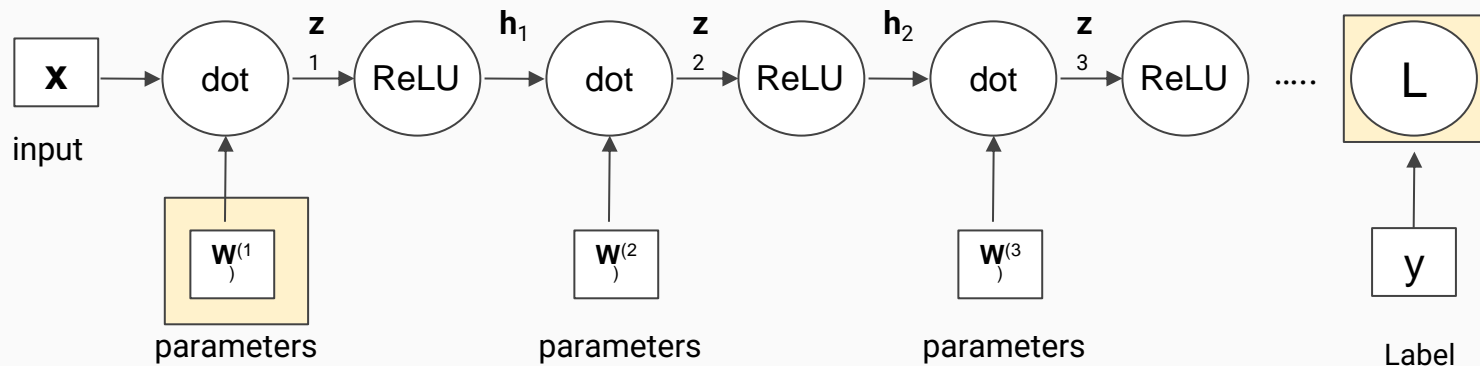 z h₁ z h₂ z
x dot 1 ReLU dot 2 ReLU dot 3 ReLU ..... L
input
W⁽¹ W⁽² W⁽³ y
) ) )
parameters parameters parameters Label